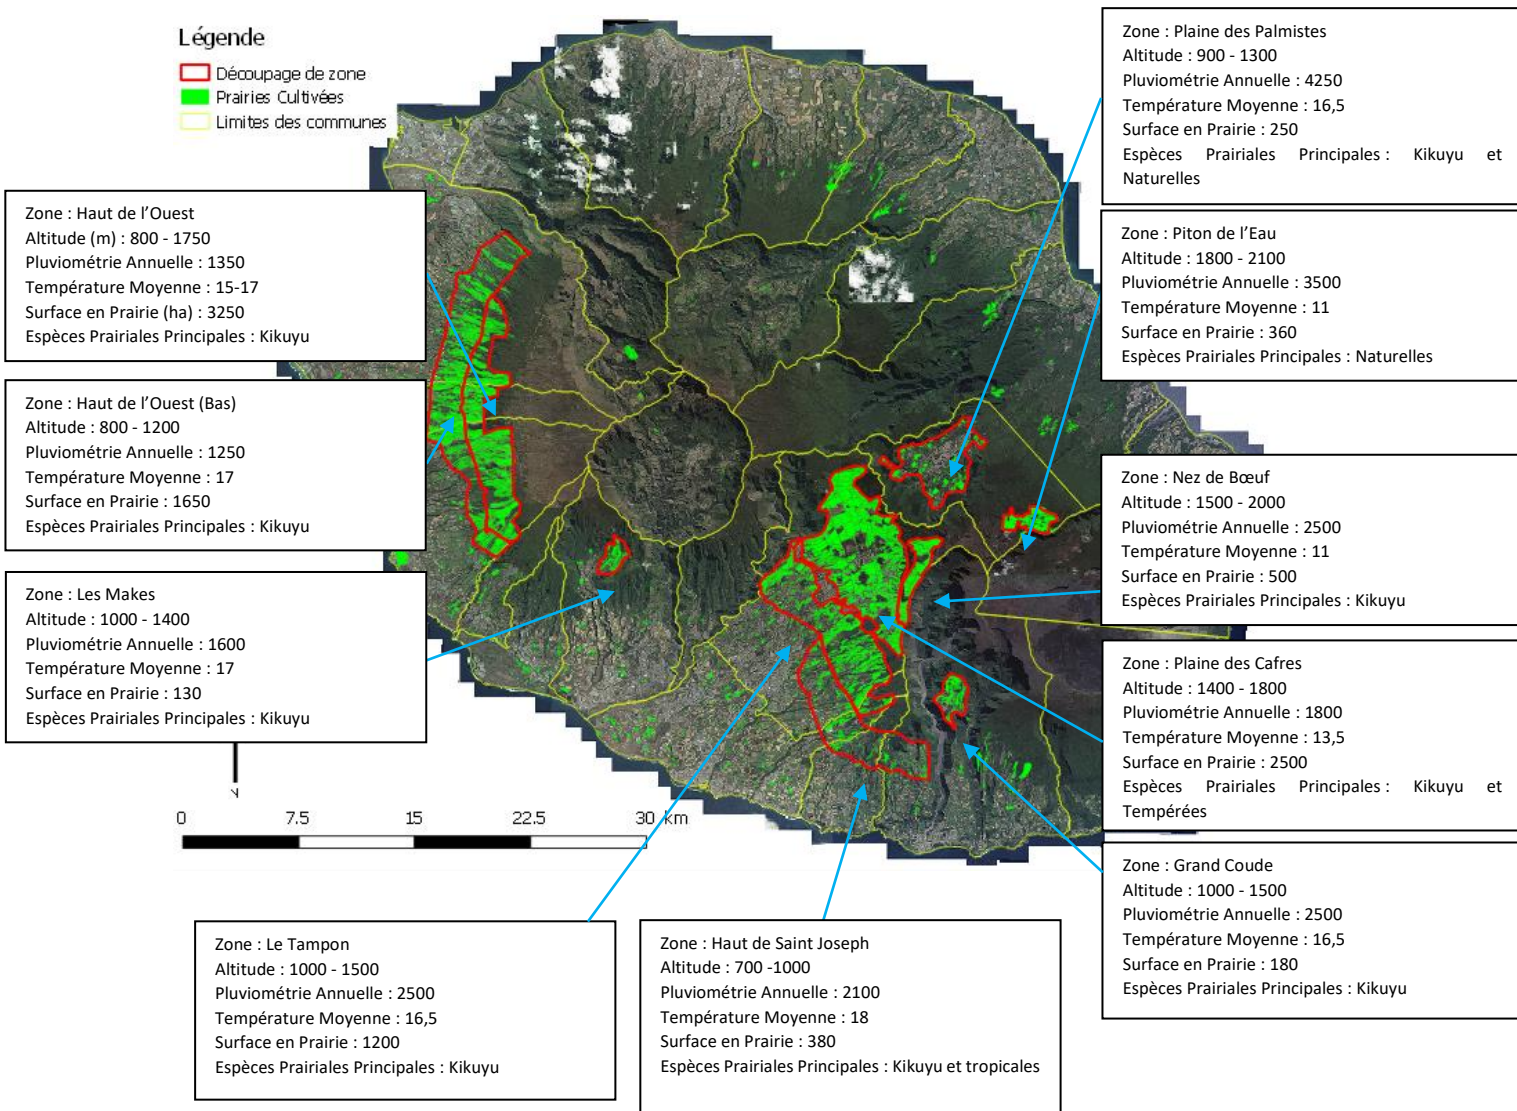 Légende
Découpage de zone
Prairies Cultivées
Limites des communes
Zone : Haut de l'Ouest
Altitude (m) : 800 - 1750
Pluviométrie Annuelle : 1350
Température Moyenne : 15-17
Surface en Prairie (ha) : 3250
Espèces Prairiales Principales : Kikuyu
Zone : Haut de l'Ouest (Bas)
Altitude : 800 - 1200
Pluviométrie Annuelle : 1250
Température Moyenne : 17
Surface en Prairie : 1650
Espèces Prairiales Principales : Kikuyu
Zone : Les Makes
Altitude : 1000 - 1400
Pluviométrie Annuelle : 1600
Température Moyenne : 17
Surface en Prairie : 130
Espèces Prairiales Principales : Kikuyu
0 7.5 15 22.5 30 km
Zone : Le Tampon
Altitude : 1000 - 1500
Pluviométrie Annuelle : 2500
Température Moyenne : 16,5
Surface en Prairie : 1200
Espèces Prairiales Principales : Kikuyu
Zone : Haut de Saint Joseph
Altitude : 700 -1000
Pluviométrie Annuelle : 2100
Température Moyenne : 18
Surface en Prairie : 380
Espèces Prairiales Principales : Kikuyu et tropicales
Zone : Plaine des Palmistes
Altitude : 900 - 1300
Pluviométrie Annuelle : 4250
Température Moyenne : 16,5
Surface en Prairie : 250
Espèces Prairiales Principales : Kikuyu et
Naturelles
Zone : Piton de l'Eau
Altitude : 1800 - 2100
Pluviométrie Annuelle : 3500
Température Moyenne : 11
Surface en Prairie : 360
Espèces Prairiales Principales : Naturelles
Zone : Nez de Bœuf
Altitude : 1500 - 2000
Pluviométrie Annuelle : 2500
Température Moyenne : 11
Surface en Prairie : 500
Espèces Prairiales Principales : Kikuyu
Zone : Plaine des Cafres
Altitude : 1400 - 1800
Pluviométrie Annuelle : 1800
Température Moyenne : 13,5
Surface en Prairie : 2500
Espèces Prairiales Principales : Kikuyu et
Tempérées
Zone : Grand Coude
Altitude : 1000 - 1500
Pluviométrie Annuelle : 2500
Température Moyenne : 16,5
Surface en Prairie : 180
Espèces Prairiales Principales : Kikuyu